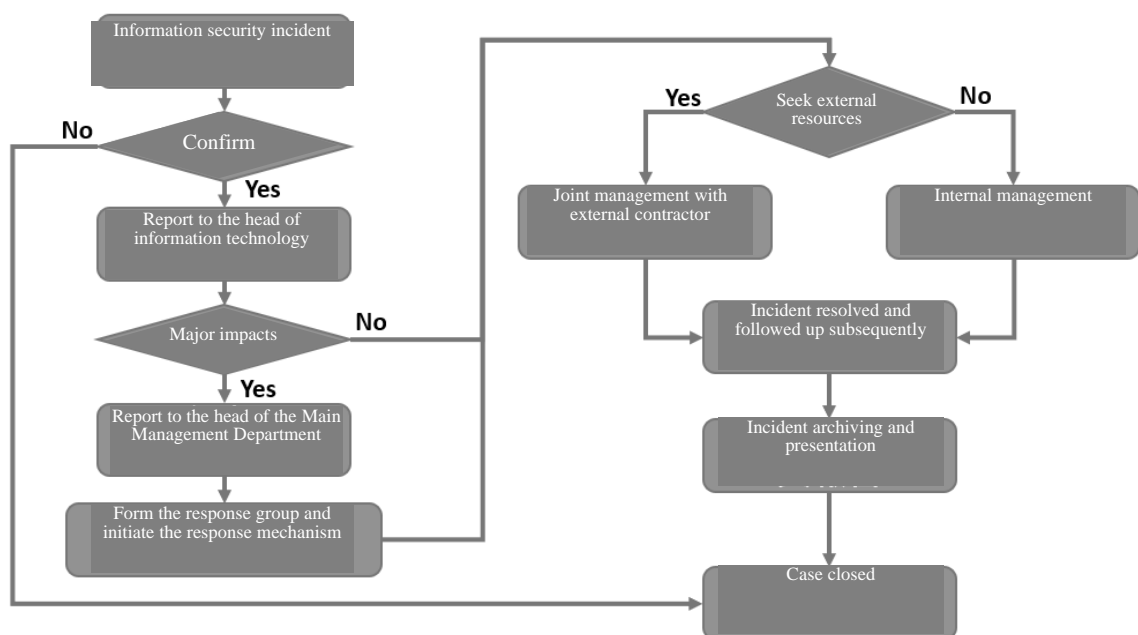 Information security incident
No
Confirm
Yes
Report to the head of
information technology
Major impacts
No
Yes
Report to the head of the Main
Management Department
Form the response group and
initiate the response mechanism
Yes
Seek external
resources
No
Joint management with
external contractor
Internal management
Incident resolved and
followed up subsequently
Incident archiving and
presentation
Case closed